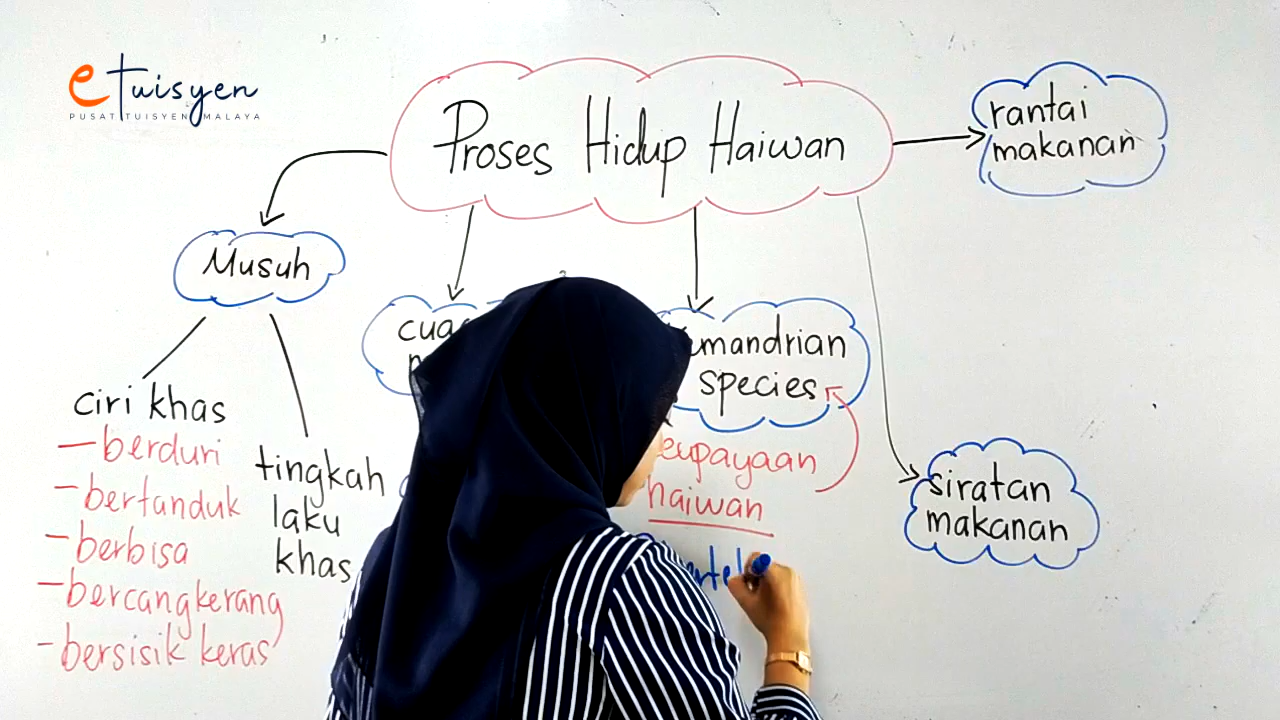 eTuisyen
PUSAT TUISYEN MALAYA
Proses Hidup Haiwan
rantai
makanan
Musuh
ciri khas
- berduri
- bertanduk
- berbisa
- bercangkerang
- bersisik keras
tingkah
laku
khas
species
haiwan
siratan
makanan